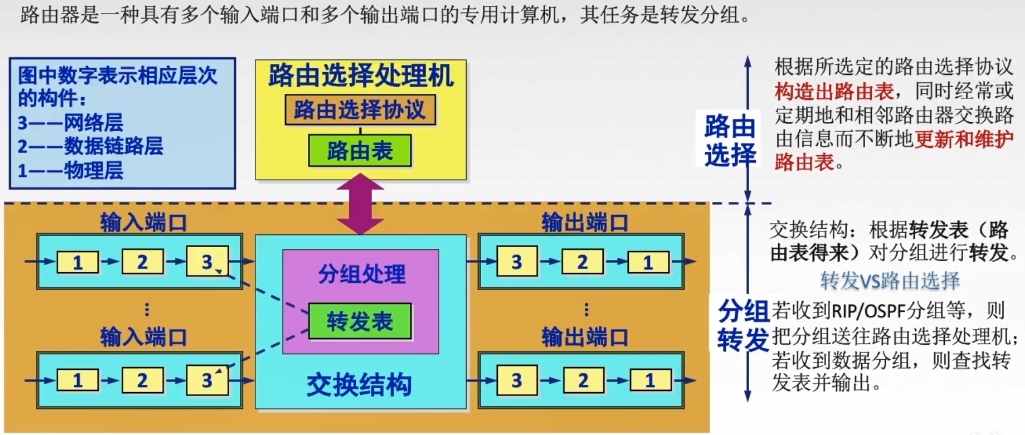 路由器是一种具有多个输入端口和多个输出端口的专用计算机，其任务是转发分组。
图中数字表示相应层次
的构件：
3——网络层
2——数据链路层
1——物理层
路由选择处理机
路由选择协议
路由表
路由
选择
根据所选定的路由选择协议
构造出路由表，同时经常或
定期地和相邻路由器交换路
由信息而不断地更新和维护
路由表。
输入端口
1
2
3
输出端口
3
2
1
分组处理
转发表
交换结构
输入端口
1
2
3
输出端口
3
2
1
分组
转发
交换结构：根据转发表（路
由表得来）对分组进行转发。
转发VS路由选择
若收到RIP/OSPF分组等，则
把分组送往路由选择处理机；
若收到数据分组，则查找转
发表并输出。